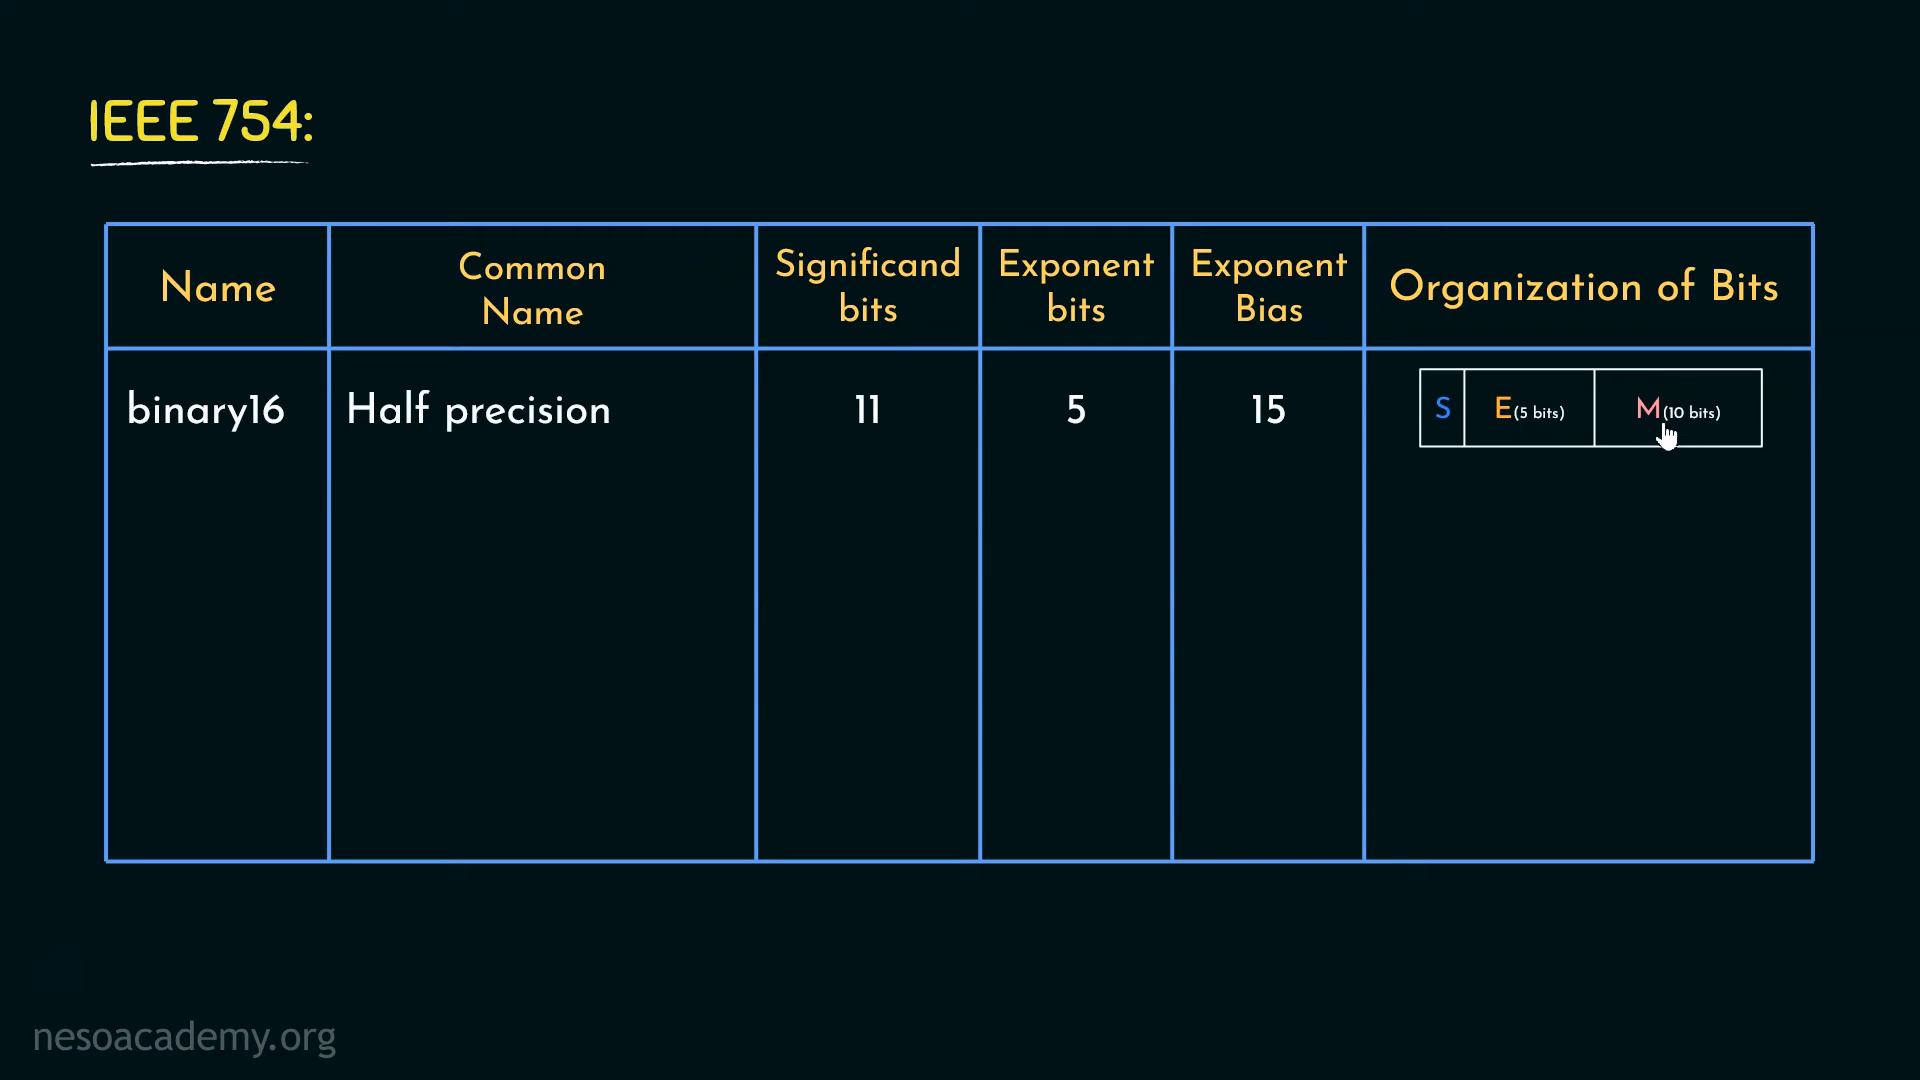 IEEE 754:
Name
Common
Name
Significand
bits
Exponent
bits
Exponent
Bias
Organization of Bits
binary16
Half precision
11
5
15
S
E(5 bits)
M(10 bits)
nesoacademy.org